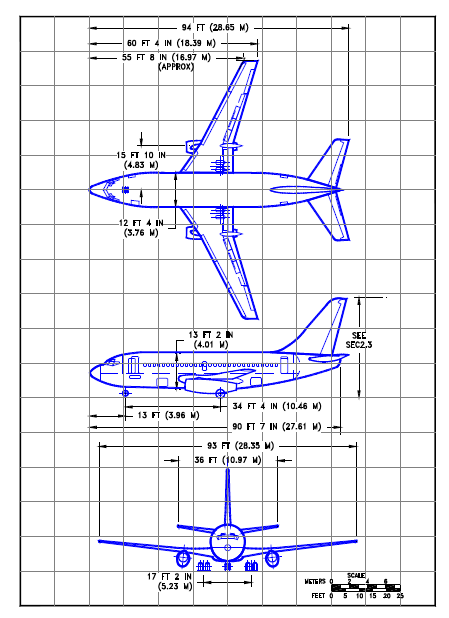 94 FT (28.65 M)
60 FT 4 IN (18.39 M)
55 FT 8 IN (16.97 M)
(APPROX)
15 FT 10 IN
(4.83 M)
12 FT 4 IN
(3.76 M)
13 FT 2 IN
(4.01 M)
SEE
SEC2.3
34 FT 4 IN (10.46 M)
13 FT (3.96 M)
90 FT 7 IN (27.61 M)
93 FT (28.35 M)
36 FT (10.97 M)
17 FT 2 IN
(5.23 M)
SCALE
METERS 0 2 4 6
FEET 0 5 10 15 20 25